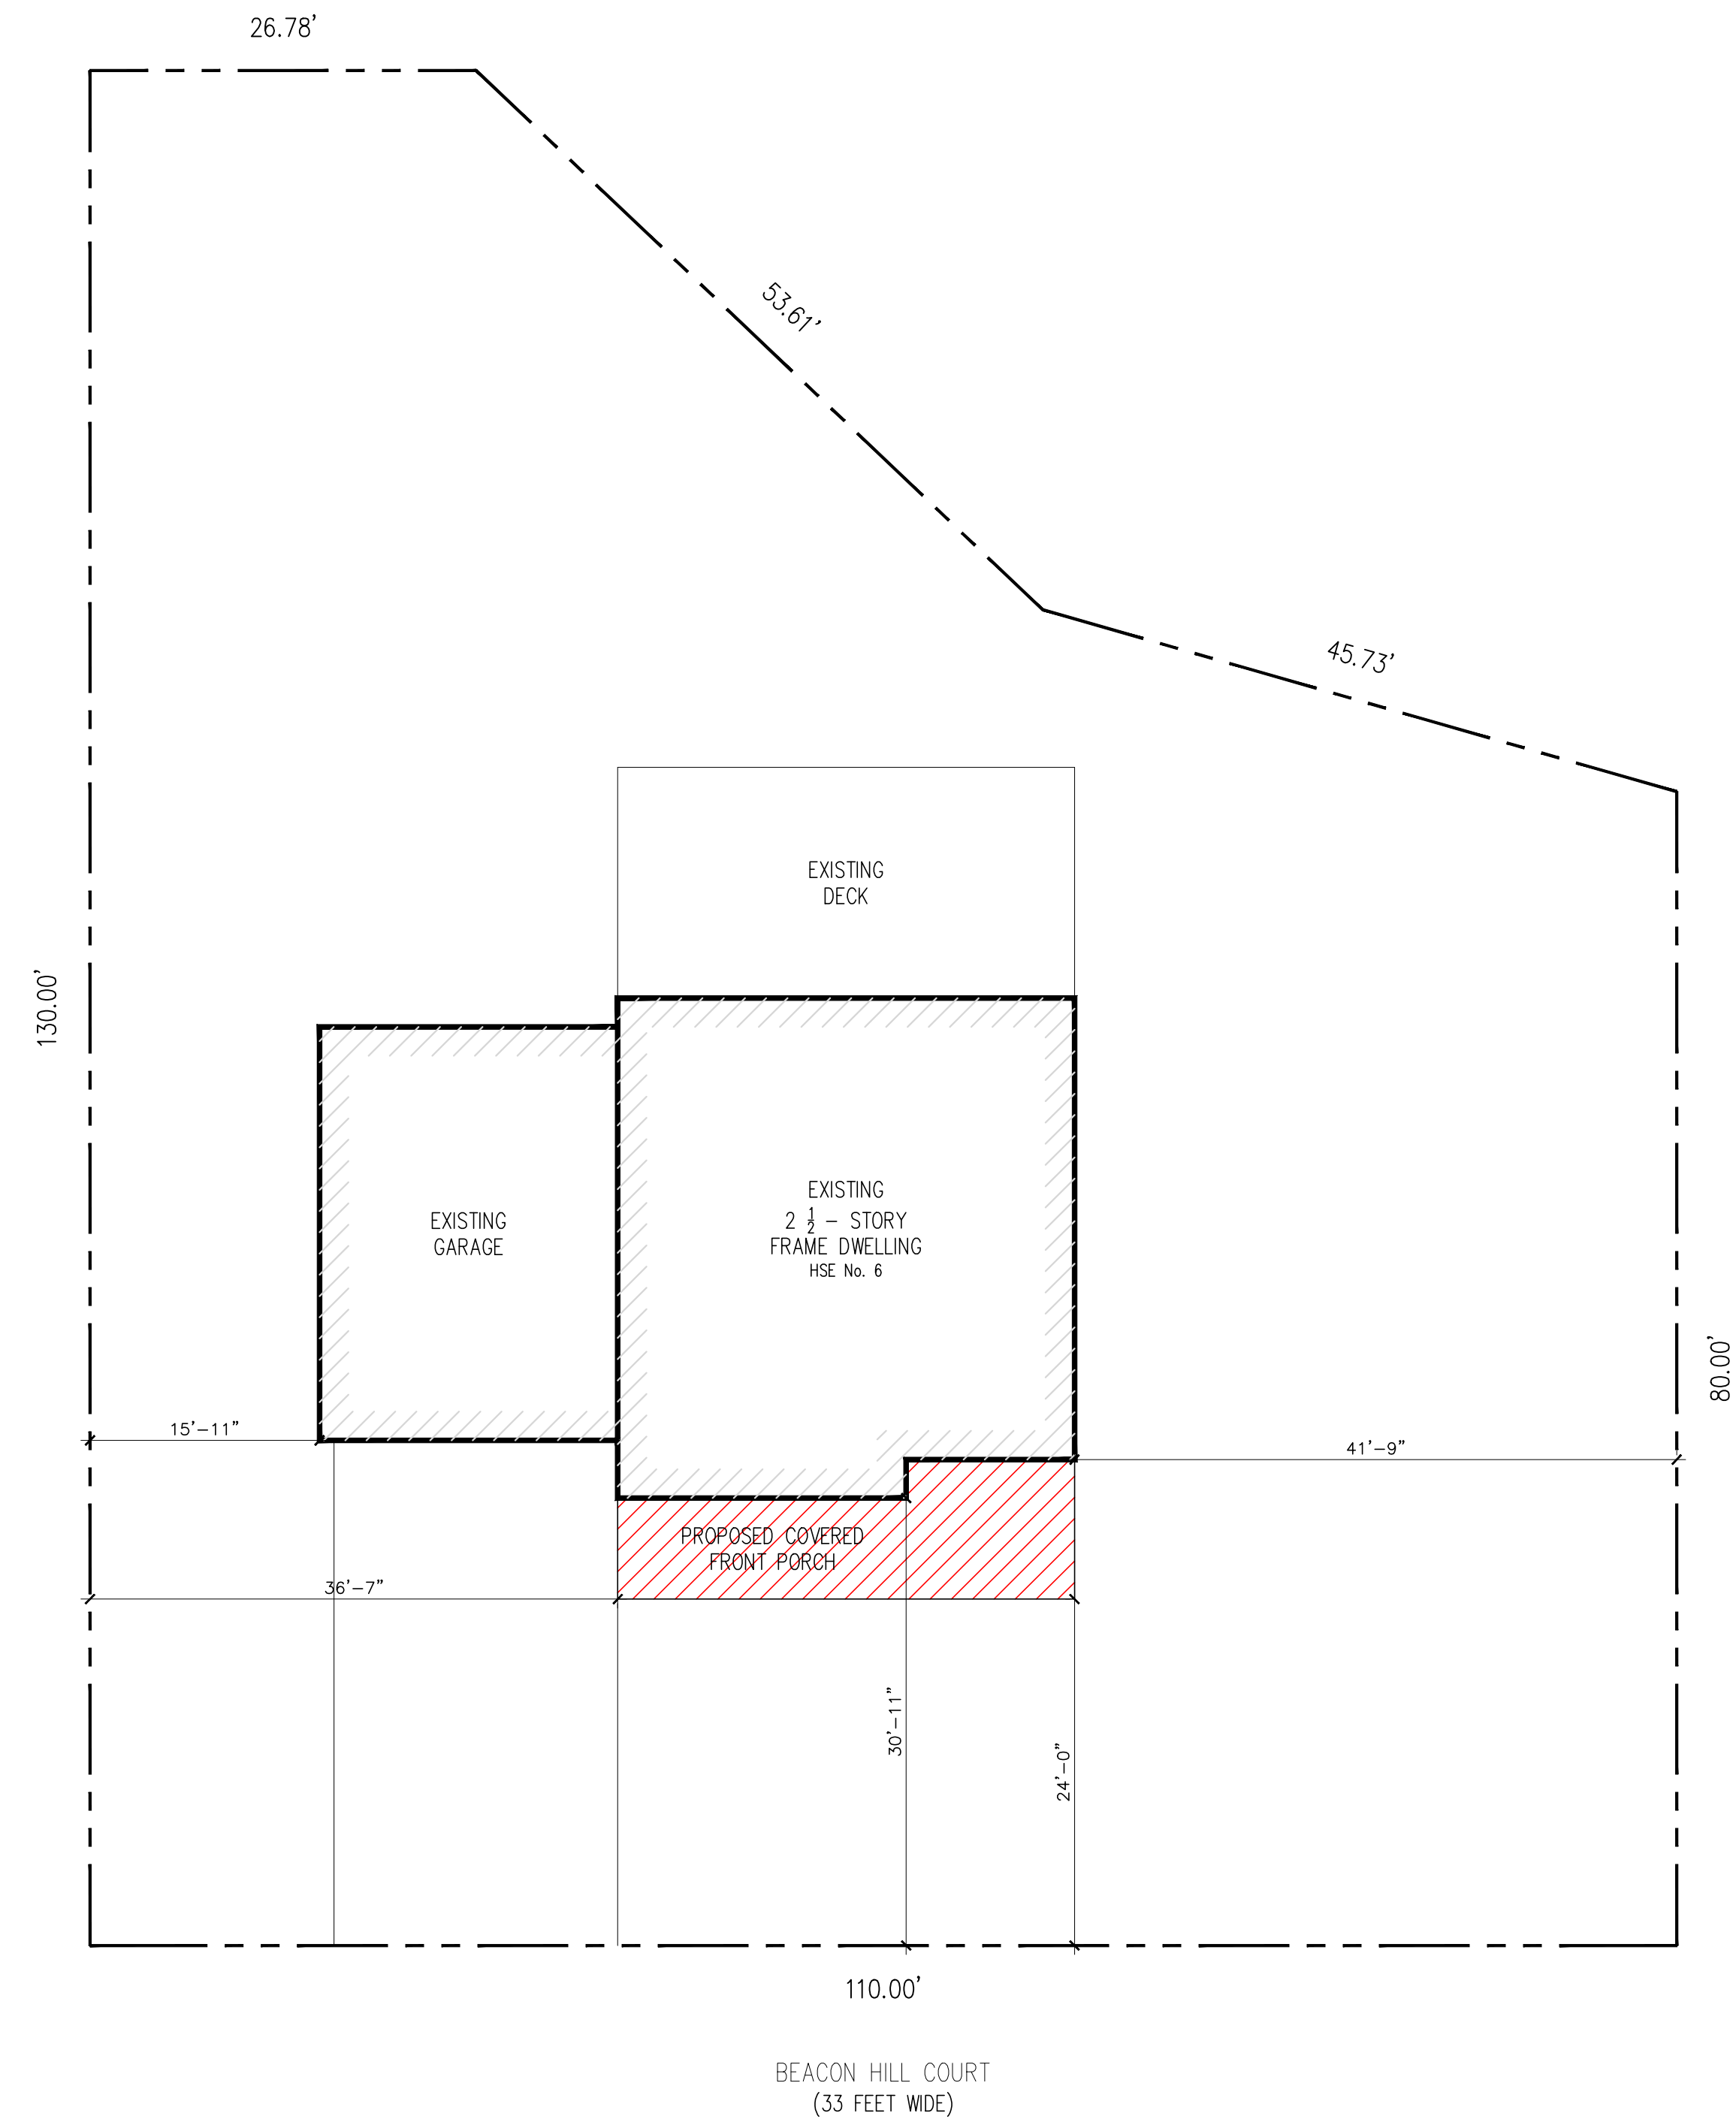 26.78'
53.61'
45.73'
EXISTING
DECK
130.00'
EXISTING
2 1/2 - STORY
FRAME DWELLING
HSE No. 6
EXISTING
GARAGE
80.00'
15'-11"
41'-9"
PROPOSED COVERED
FRONT PORCH
36'-7"
30'-11"
24'-0"
110.00'
BEACON HILL COURT
(33 FEET WIDE)